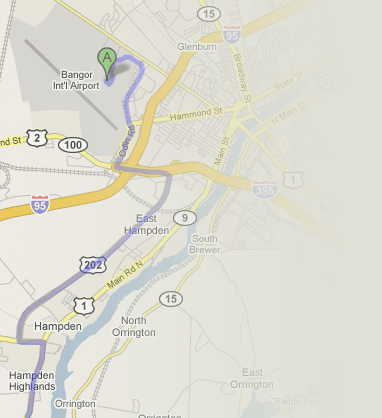 15
95
Glenburn
A
Bangor
Int'l Airport
Broadway St
State St
N Main St
Hammond St
Odlin Rd
Main St
2
100
nd St
1
395
95
East
Hampden
9
South
Brewer
202
Main Rd N
1
15
Hampden
North
Orrington
Hampden
Highlands
East
Orrington
Orrington